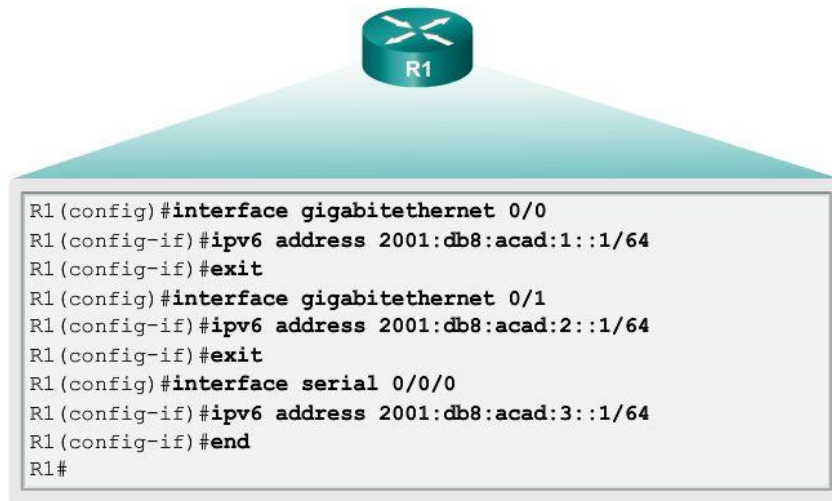 R1
R1(config)#interface gigabitethernet 0/0
R1(config-if)#ipv6 address 2001:db8:acad:1::1/64
R1(config-if)#exit
R1(config)#interface gigabitethernet 0/1
R1(config-if)#ipv6 address 2001:db8:acad:2::1/64
R1(config-if)#exit
R1(config)#interface serial 0/0/0
R1(config-if)#ipv6 address 2001:db8:acad:3::1/64
R1(config-if)#end
R1#